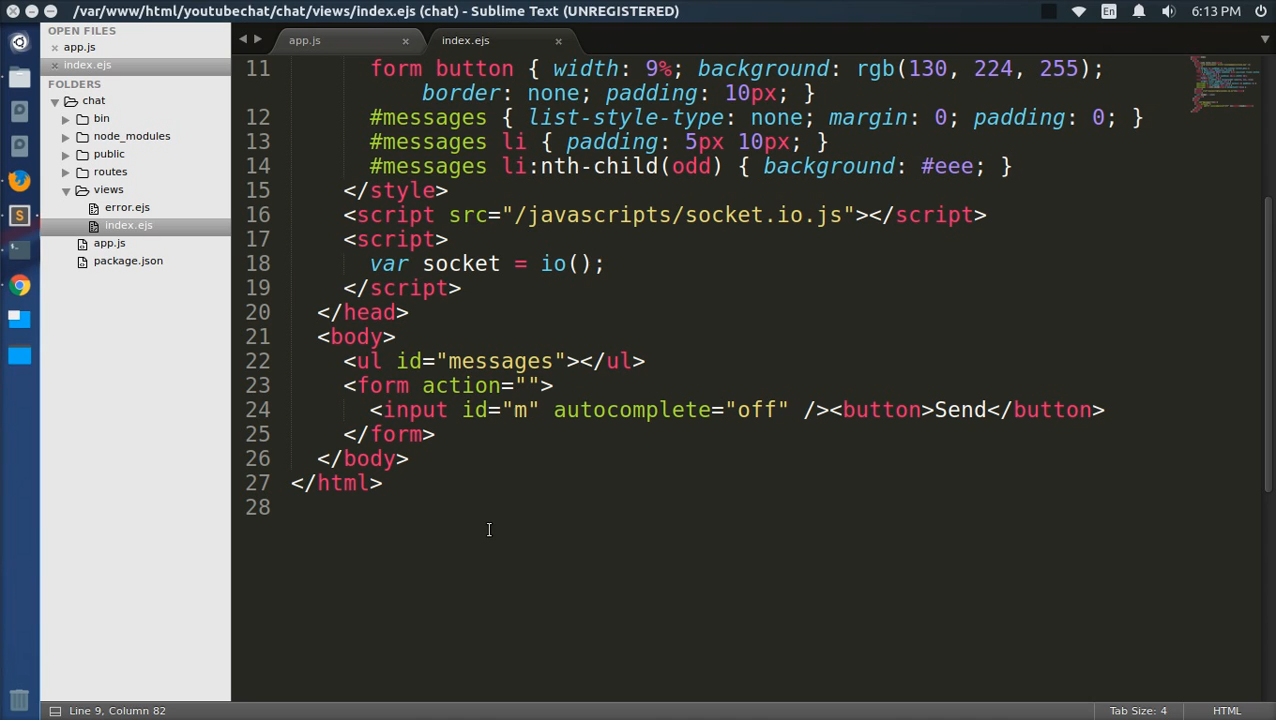 /var/www/html/youtubechat/chat/views/index.ejs (chat) - Sublime Text (UNREGISTERED)
En
6:13 PM
OPEN FILES
app.js
index.ejs
FOLDERS
chat
bin
node_modules
public
routes
views
error.ejs
index.ejs
app.js
package.json
app.js
index.ejs
11 form button { width: 9%; background: rgb(130, 224, 255);
border: none; padding: 10px; }
12 #messages { list-style-type: none; margin: 0; padding: 0; }
13 #messages li { padding: 5px 10px; }
14 #messages li:nth-child(odd) { background: #eee; }
15 </style>
16 <script src="/javascripts/socket.io.js"></script>
17 <script>
18 var socket = io();
19 </script>
20 </head>
21 <body>
22 <ul id="messages"></ul>
23 <form action="">
24 <input id="m" autocomplete="off" /><button>Send</button>
25 </form>
26 </body>
27 </html>
28
Line 9, Column 82
Tab Size: 4
HTML